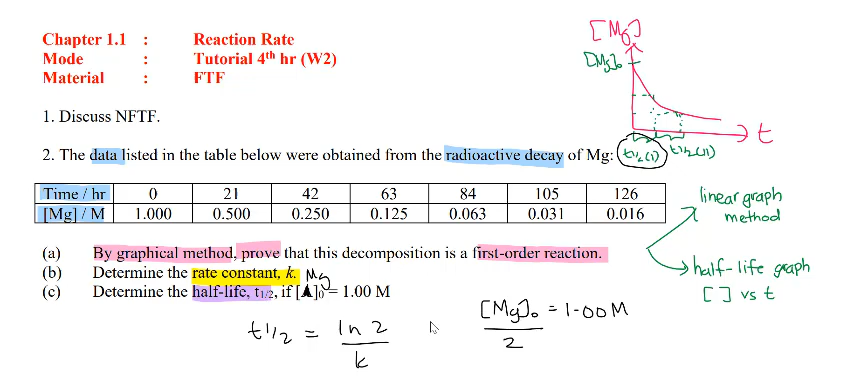 Chapter 1.1 : Reaction Rate
Mode : Tutorial 4th hr (W2)
Material : FTF
[Mg]
[Mg]₀
t
t1/2(I) t1/2(II)
1. Discuss NFTF.
2. The data listed in the table below were obtained from the radioactive decay of Mg:
Time / hr 0 21 42 63 84 105 126
[Mg] / M 1.000 0.500 0.250 0.125 0.063 0.031 0.016
linear graph
method
(a) By graphical method, prove that this decomposition is a first-order reaction.
(b) Determine the rate constant, k.
Mg
(c) Determine the half-life, t1/2, if [A]₀ = 1.00 M
half-life graph
[ ] vs t
t1/2 = ln 2
k
[Mg]₀ = 1.00 M
2